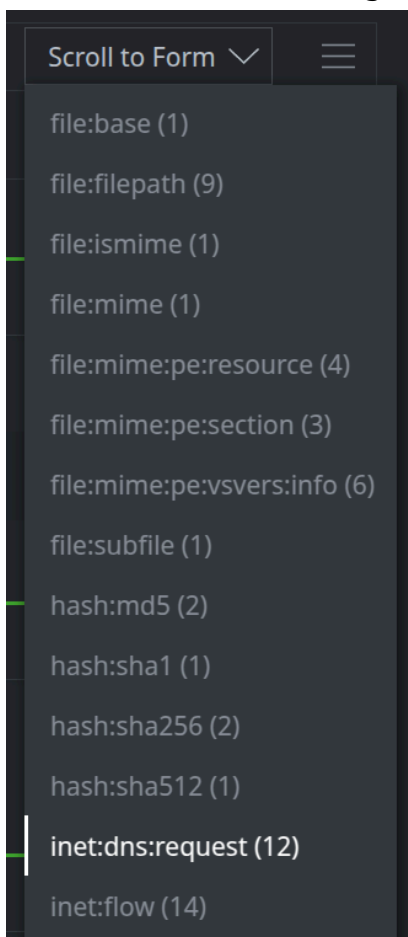 Scroll to Form
file:base (1)
file:filepath (9)
file:ismime (1)
file:mime (1)
file:mime:pe:resource (4)
file:mime:pe:section (3)
file:mime:pe:vsvers:info (6)
file:subfile (1)
hash:md5 (2)
hash:sha1 (1)
hash:sha256 (2)
hash:sha512 (1)
inet:dns:request (12)
inet:flow (14)